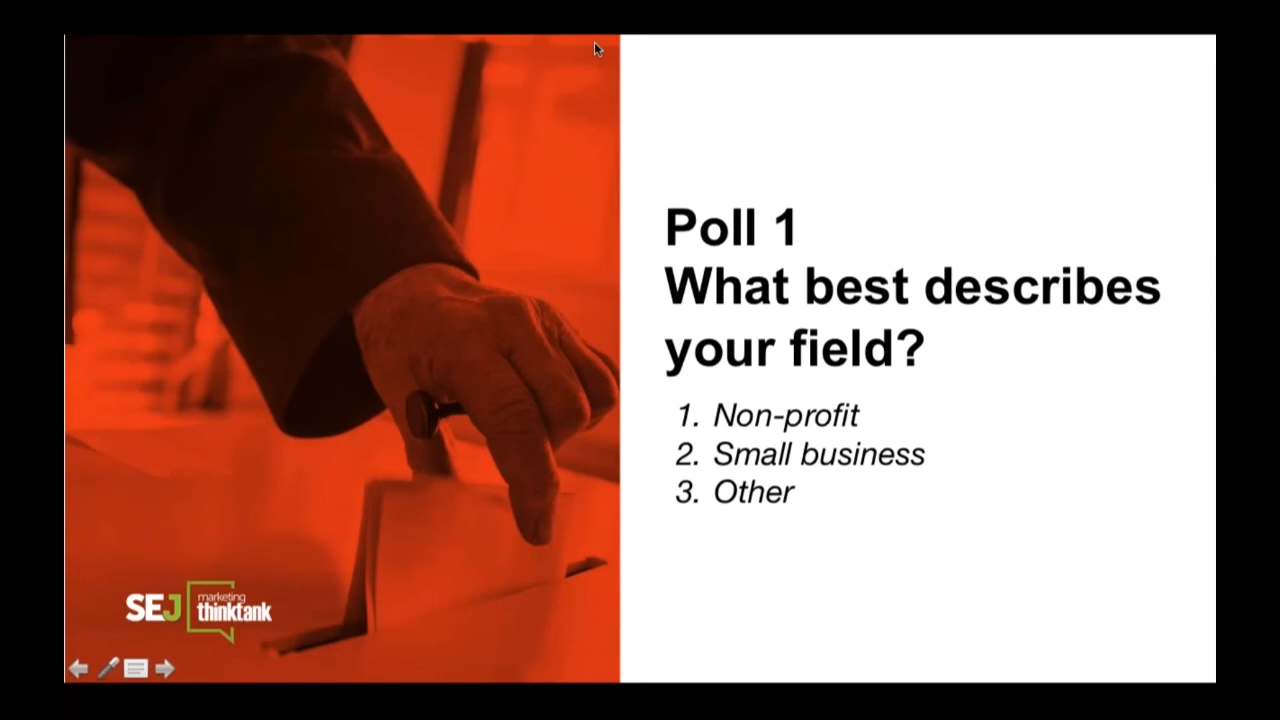 Poll 1
What best describes
your field?
1. Non-profit
2. Small business
3. Other
SEJ marketing
thinktank